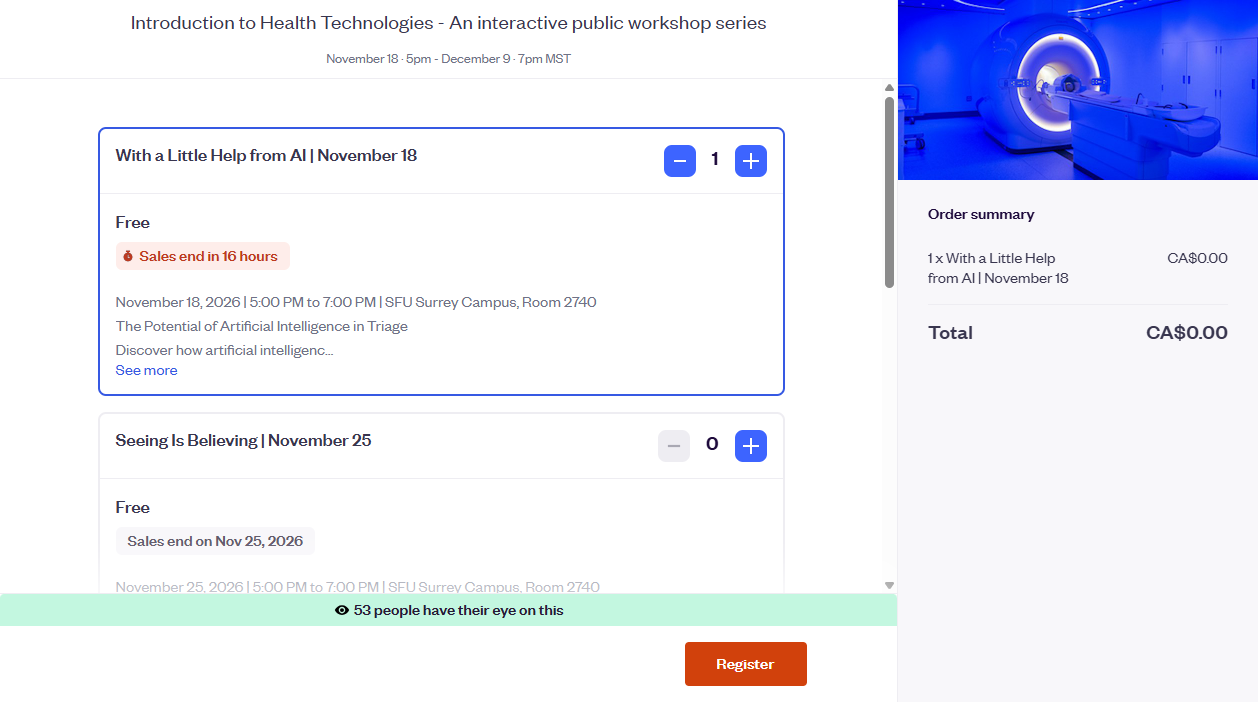 Introduction to Health Technologies - An interactive public workshop series
November 18 · 5pm - December 9 · 7pm MST
With a Little Help from AI | November 18
1
Free
Sales end in 16 hours
November 18, 2026 | 5:00 PM to 7:00 PM | SFU Surrey Campus, Room 2740
The Potential of Artificial Intelligence in Triage
Discover how artificial intelligenc...
See more
Seeing Is Believing | November 25
0
Free
Sales end on Nov 25, 2026
November 25, 2026 | 5:00 PM to 7:00 PM | SFU Surrey Campus, Room 2740
53 people have their eye on this
Register
Order summary
1 x With a Little Help CA$0.00
from AI | November 18
Total CA$0.00